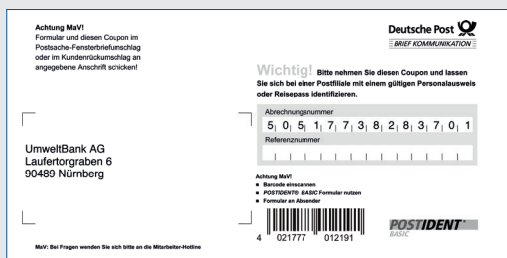 Achtung MaV!
Formular und diesen Coupon im
Postsache-Fensterbriefumschlag
oder im Kundenrückumschlag an
angegebene Anschrift schicken!
UmweltBank AG
Laufertorgraben 6
90489 Nürnberg
MaV: Bei Fragen wenden Sie sich bitte an die Mitarbeiter-Hotline
Deutsche Post
BRIEF KOMMUNIKATION
Wichtig! Bitte nehmen Sie diesen Coupon und lassen
Sie sich bei einer Postfiliale mit einem gültigen Personalausweis
oder Reisepass identifizieren.
Abrechnungsnummer
5 0 5 1 7 7 3 8 2 8 3 7 0 1
Referenznummer
Achtung MaV!
■ Barcode einscannen
■ POSTIDENT® BASIC Formular nutzen
■ Formular an Absender
4 021777 012191
POSTIDENT®
BASIC